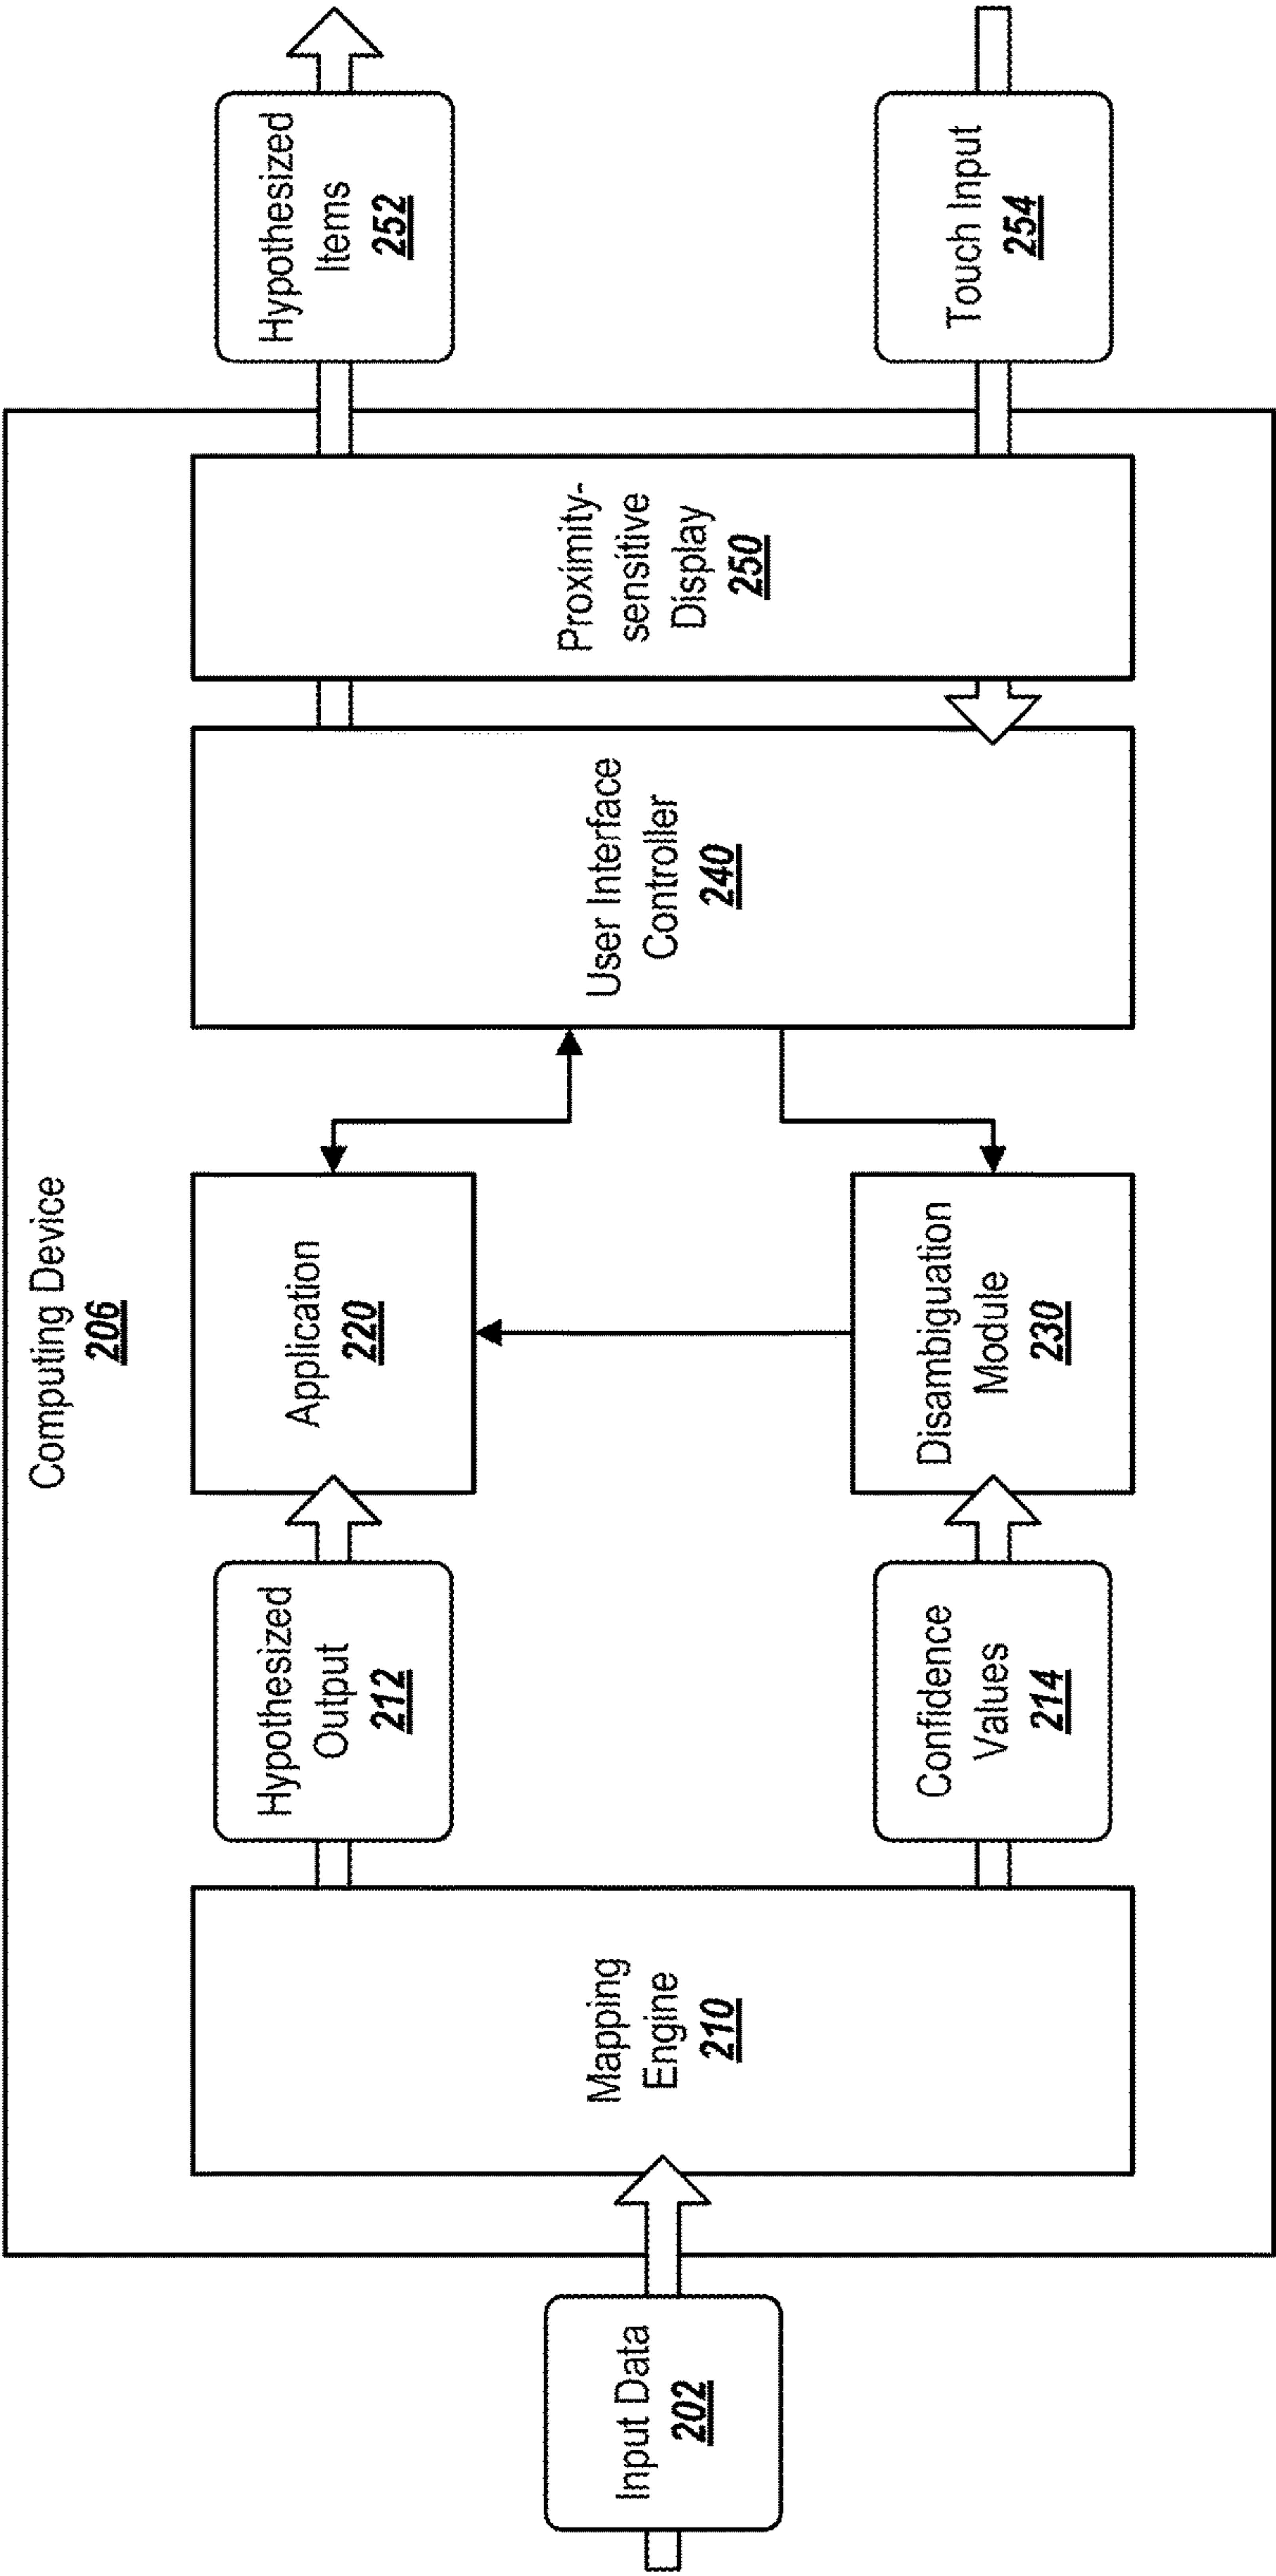 Computing Device
206
Input Data
202
Mapping
Engine
210
Hypothesized
Output
212
Confidence
Values
214
Application
220
Disambiguation
Module
230
User Interface
Controller
240
Proximity-
sensitive
Display
250
Hypothesized
Items
252
Touch Input
254